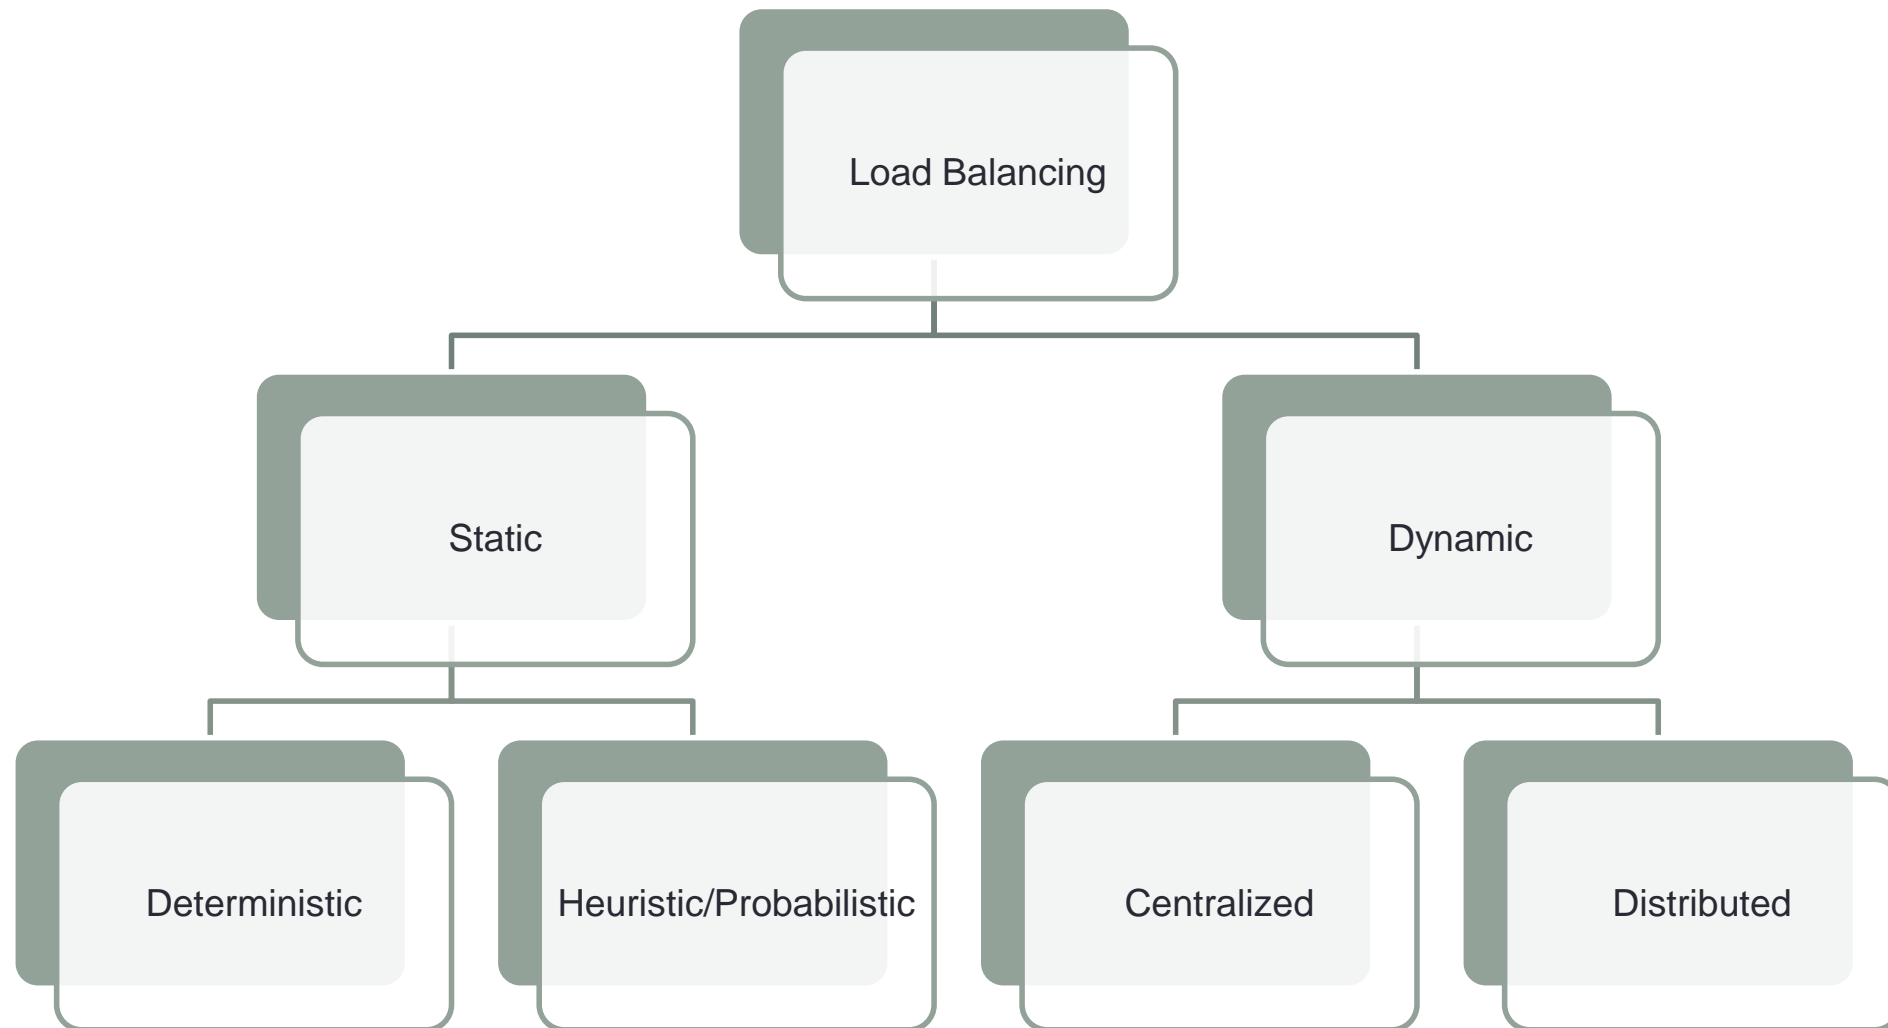 Load Balancing
Static
Dynamic
Deterministic
Heuristic/Probabilistic
Centralized
Distributed